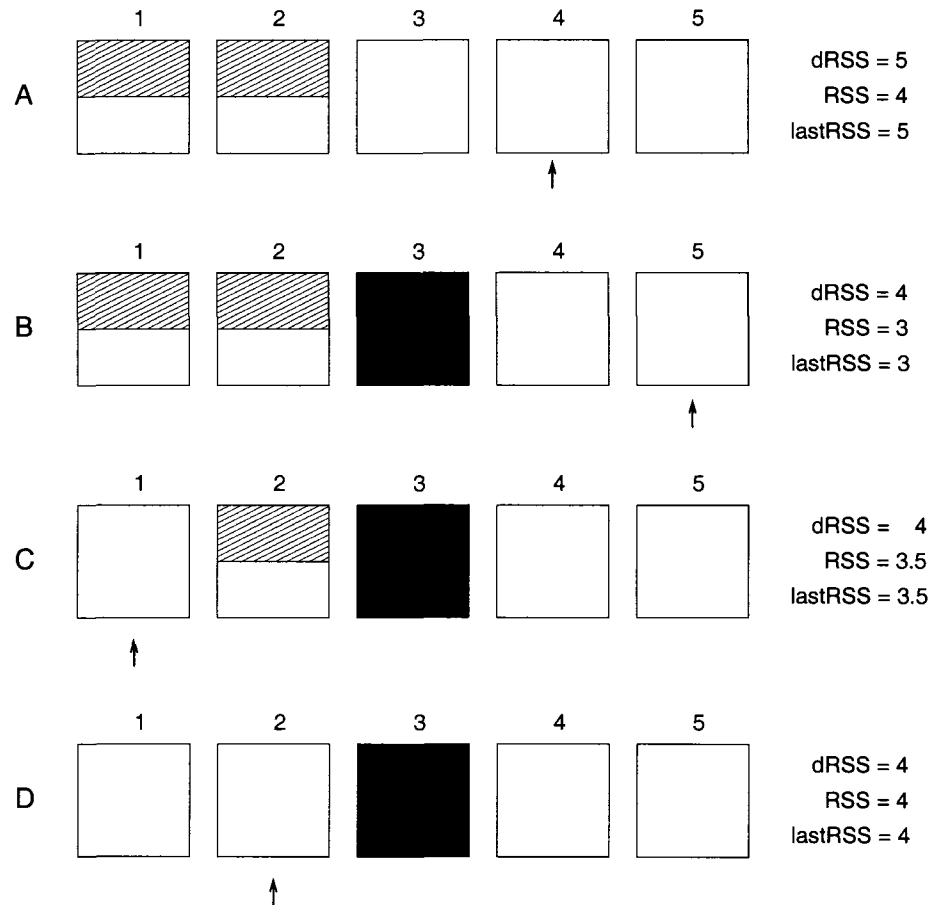 1 2 3 4 5
A
dRSS = 5
RSS = 4
lastRSS = 5
1 2 3 4 5
B
dRSS = 4
RSS = 3
lastRSS = 3
1 2 3 4 5
C
dRSS = 4
RSS = 3.5
lastRSS = 3.5
1 2 3 4 5
D
dRSS = 4
RSS = 4
lastRSS = 4